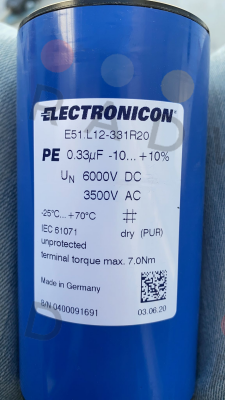 ELECTRONICON®
E51.L12-331R20
PE 0.33µF -10...+10%
UN 6000V DC
3500V AC
-25°C...+70°C
IEC 61071 dry (PUR)
unprotected
terminal torque max. 7.0Nm
Made in Germany
S/N 0400091691 03.06.20